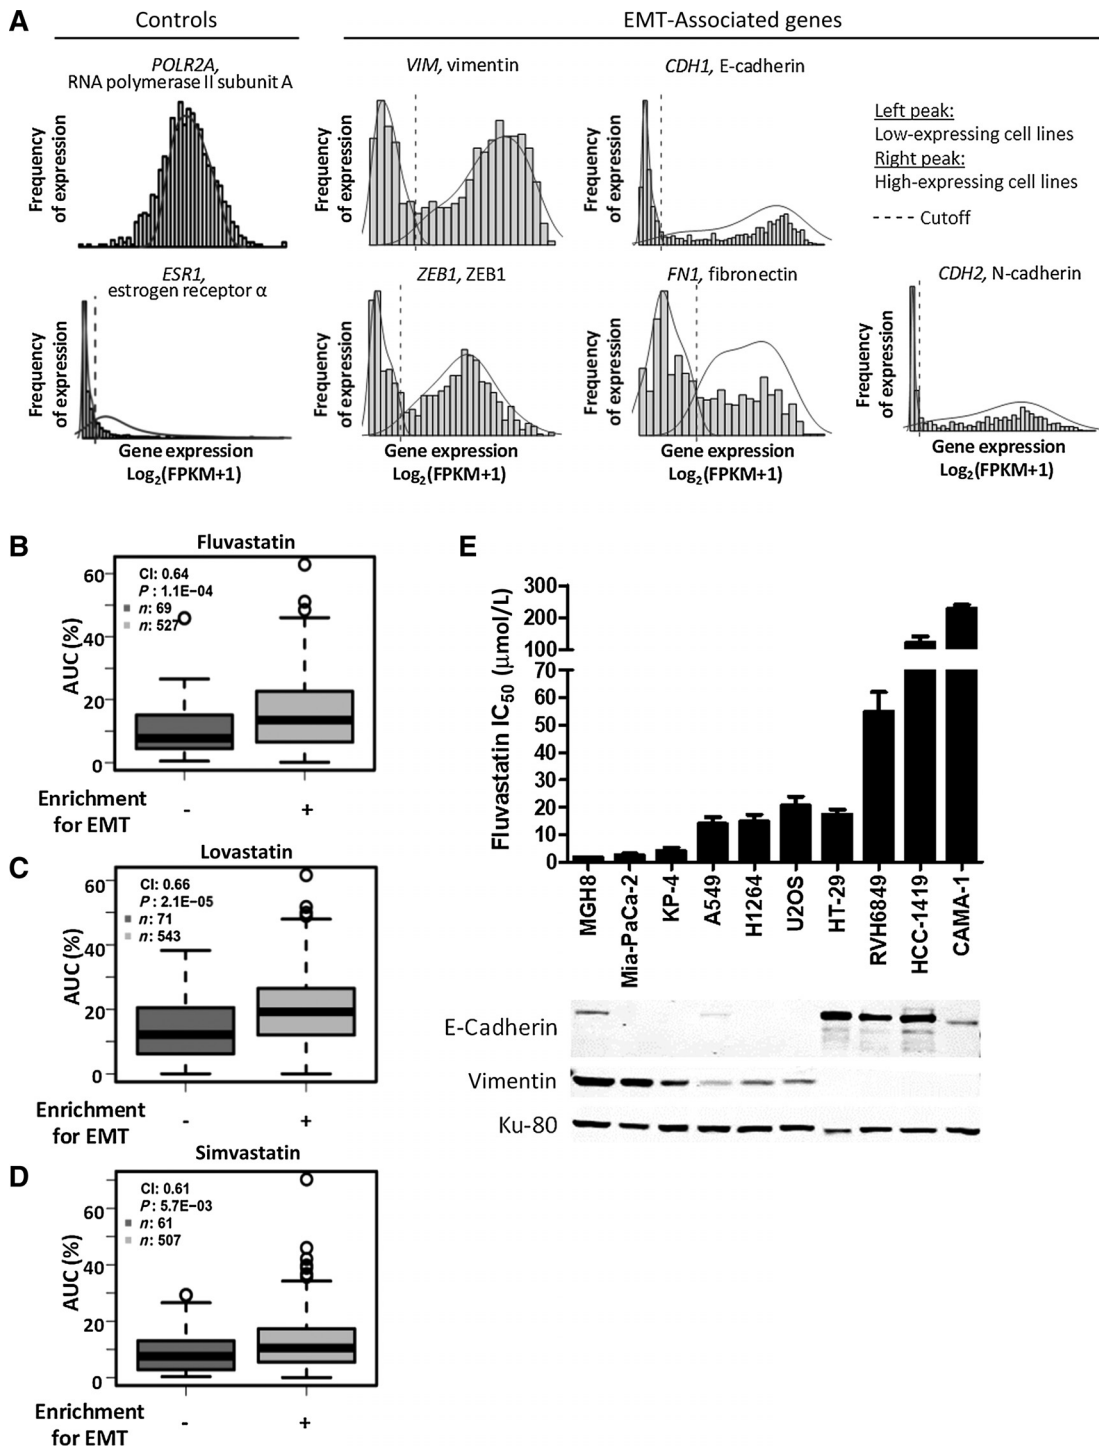 A
Controls
EMT-Associated genes
POLR2A,
RNA polymerase II subunit A
VIM, vimentin
CDH1, E-cadherin
Frequency
of expression
Frequency
of expression
Frequency
of expression
Left peak:
Low-expressing cell lines
Right peak:
High-expressing cell lines
Cutoff
ESR1,
estrogen receptor α
ZEB1, ZEB1
FN1, fibronectin
CDH2, N-cadherin
Frequency
of expression
Frequency
of expression
Frequency
of expression
Frequency
of expression
Gene expression
Log2(FPKM+1)
Gene expression
Log2(FPKM+1)
Gene expression
Log2(FPKM+1)
Gene expression
Log2(FPKM+1)
B
Fluvastatin
CI: 0.64
P : 1.1E−04
n: 69
n: 527
AUC (%)
60
40
20
0
Enrichment
for EMT
-
+
C
Lovastatin
CI: 0.66
P : 2.1E−05
n: 71
n: 543
AUC (%)
60
40
20
0
Enrichment
for EMT
-
+
D
Simvastatin
CI: 0.61
P : 5.7E−03
n: 61
n: 507
AUC (%)
60
40
20
0
Enrichment
for EMT
-
+
E
Fluvastatin IC50 (μmol/L)
300
200
100
70
60
50
40
30
20
10
0
MGH8
Mia-PaCa-2
KP-4
A549
H1264
U2OS
HT-29
RVH6849
HCC-1419
CAMA-1
E-Cadherin
Vimentin
Ku-80